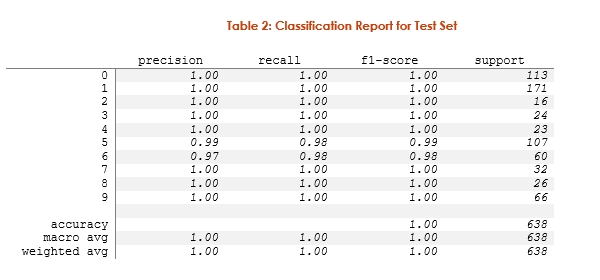 Table 2: Classification Report for Test Set
precision recall f1-score support
0 1.00 1.00 1.00 113
1 1.00 1.00 1.00 171
2 1.00 1.00 1.00 16
3 1.00 1.00 1.00 24
4 1.00 1.00 1.00 23
5 0.99 0.98 0.99 107
6 0.97 0.98 0.98 60
7 1.00 1.00 1.00 32
8 1.00 1.00 1.00 26
9 1.00 1.00 1.00 66
accuracy 1.00 638
macro avg 1.00 1.00 1.00 638
weighted avg 1.00 1.00 1.00 638